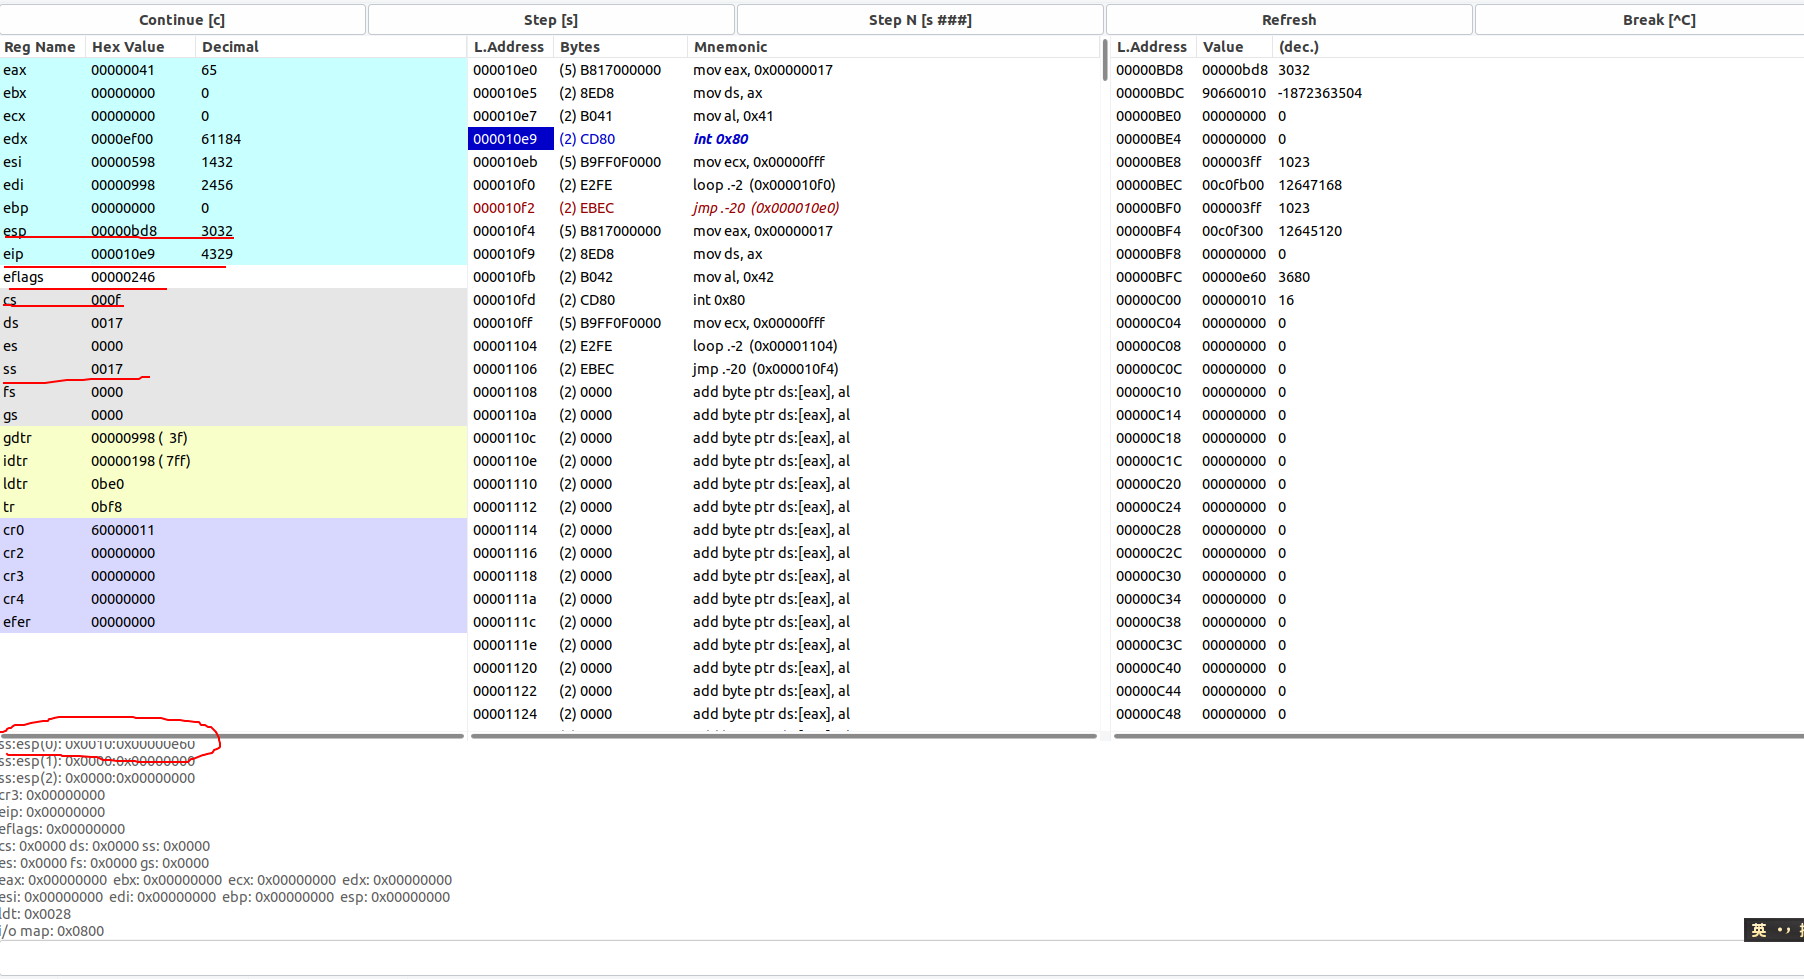 Continue [c] Step [s] Step N [s ###] Refresh Break [^C]
Reg Name Hex Value Decimal L.Address Bytes Mnemonic L.Address Value (dec.)
eax 00000041 65 000010e0 (5) B817000000 mov eax, 0x00000017 00000BD8 00000bd8 3032
ebx 00000000 0 000010e5 (2) 8ED8 mov ds, ax 00000BDC 90660010 -1872363504
ecx 00000000 0 000010e7 (2) B041 mov al, 0x41 00000BE0 00000000 0
edx 0000ef00 61184 000010e9 (2) CD80 int 0x80 00000BE4 00000000 0
esi 00000598 1432 000010eb (5) B9FF0F0000 mov ecx, 0x00000fff 00000BE8 000003ff 1023
edi 00000998 2456 000010f0 (2) E2FE loop .-2 (0x000010f0) 00000BEC 00c0fb00 12647168
ebp 00000000 0 000010f2 (2) EBEC jmp .-20 (0x000010e0) 00000BF0 000003ff 1023
esp 00000bd8 3032 000010f4 (5) B817000000 mov eax, 0x00000017 00000BF4 00c0f300 12645120
eip 000010e9 4329 000010f9 (2) 8ED8 mov ds, ax 00000BF8 00000000 0
eflags 00000246 000010fb (2) B042 mov al, 0x42 00000BFC 00000e60 3680
cs 000f 000010fd (2) CD80 int 0x80 00000C00 00000010 16
ds 0017 000010ff (5) B9FF0F0000 mov ecx, 0x00000fff 00000C04 00000000 0
es 0000 00001104 (2) E2FE loop .-2 (0x00001104) 00000C08 00000000 0
ss 0017 00001106 (2) EBEC jmp .-20 (0x000010f4) 00000C0C 00000000 0
fs 0000 00001108 (2) 0000 add byte ptr ds:[eax], al 00000C10 00000000 0
gs 0000 0000110a (2) 0000 add byte ptr ds:[eax], al 00000C14 00000000 0
gdtr 00000998 ( 3f) 0000110c (2) 0000 add byte ptr ds:[eax], al 00000C18 00000000 0
idtr 00000198 ( 7ff) 0000110e (2) 0000 add byte ptr ds:[eax], al 00000C1C 00000000 0
ldtr 0be0 00001110 (2) 0000 add byte ptr ds:[eax], al 00000C20 00000000 0
tr 0bf8 00001112 (2) 0000 add byte ptr ds:[eax], al 00000C24 00000000 0
cr0 60000011 00001114 (2) 0000 add byte ptr ds:[eax], al 00000C28 00000000 0
cr2 00000000 00001116 (2) 0000 add byte ptr ds:[eax], al 00000C2C 00000000 0
cr3 00000000 00001118 (2) 0000 add byte ptr ds:[eax], al 00000C30 00000000 0
cr4 00000000 0000111a (2) 0000 add byte ptr ds:[eax], al 00000C34 00000000 0
efer 00000000 0000111c (2) 0000 add byte ptr ds:[eax], al 00000C38 00000000 0
0000111e (2) 0000 add byte ptr ds:[eax], al 00000C3C 00000000 0
00001120 (2) 0000 add byte ptr ds:[eax], al 00000C40 00000000 0
00001122 (2) 0000 add byte ptr ds:[eax], al 00000C44 00000000 0
00001124 (2) 0000 add byte ptr ds:[eax], al 00000C48 00000000 0
ss:esp(0): 0x0010:0x00000e60
ss:esp(1): 0x0000:0x00000000
ss:esp(2): 0x0000:0x00000000
cr3: 0x00000000
eip: 0x00000000
eflags: 0x00000000
cs: 0x0000 ds: 0x0000 ss: 0x0000
es: 0x0000 fs: 0x0000 gs: 0x0000
eax: 0x00000000 ebx: 0x00000000 ecx: 0x00000000 edx: 0x00000000
esi: 0x00000000 edi: 0x00000000 ebp: 0x00000000 esp: 0x00000000
ldt: 0x0028
i/o map: 0x0800
英